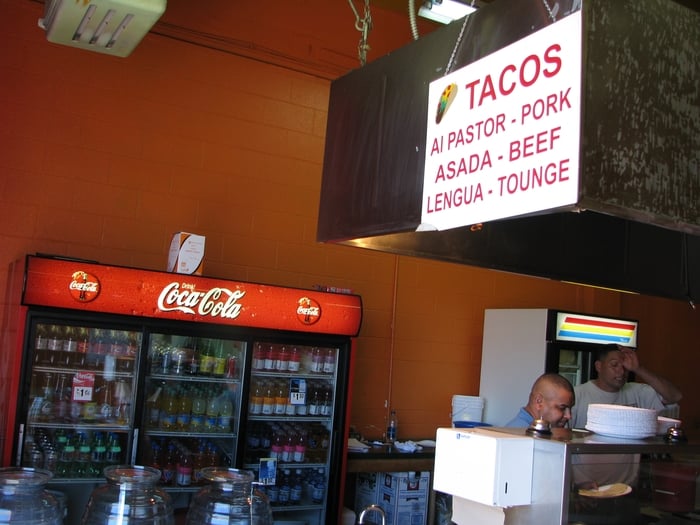 TACOS
Al PASTOR - PORK
ASADA - BEEF
LENGUA - TOUNGE
Coca-Cola
Drink
Coca-Cola
Coca-Cola